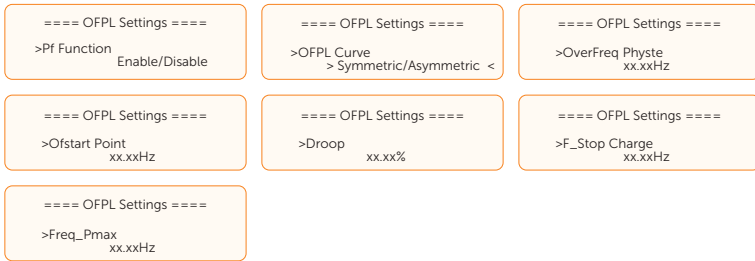 ==== OFPL Settings ====
>Pf Function
Enable/Disable
==== OFPL Settings ====
>OFPL Curve
> Symmetric/Asymmetric <
==== OFPL Settings ====
>OverFreq Physte
xx.xxHz
==== OFPL Settings ====
>Ofstart Point
xx.xxHz
==== OFPL Settings ====
>Droop
xx.xx%
==== OFPL Settings ====
>F_Stop Charge
xx.xxHz
==== OFPL Settings ====
>Freq_Pmax
xx.xxHz